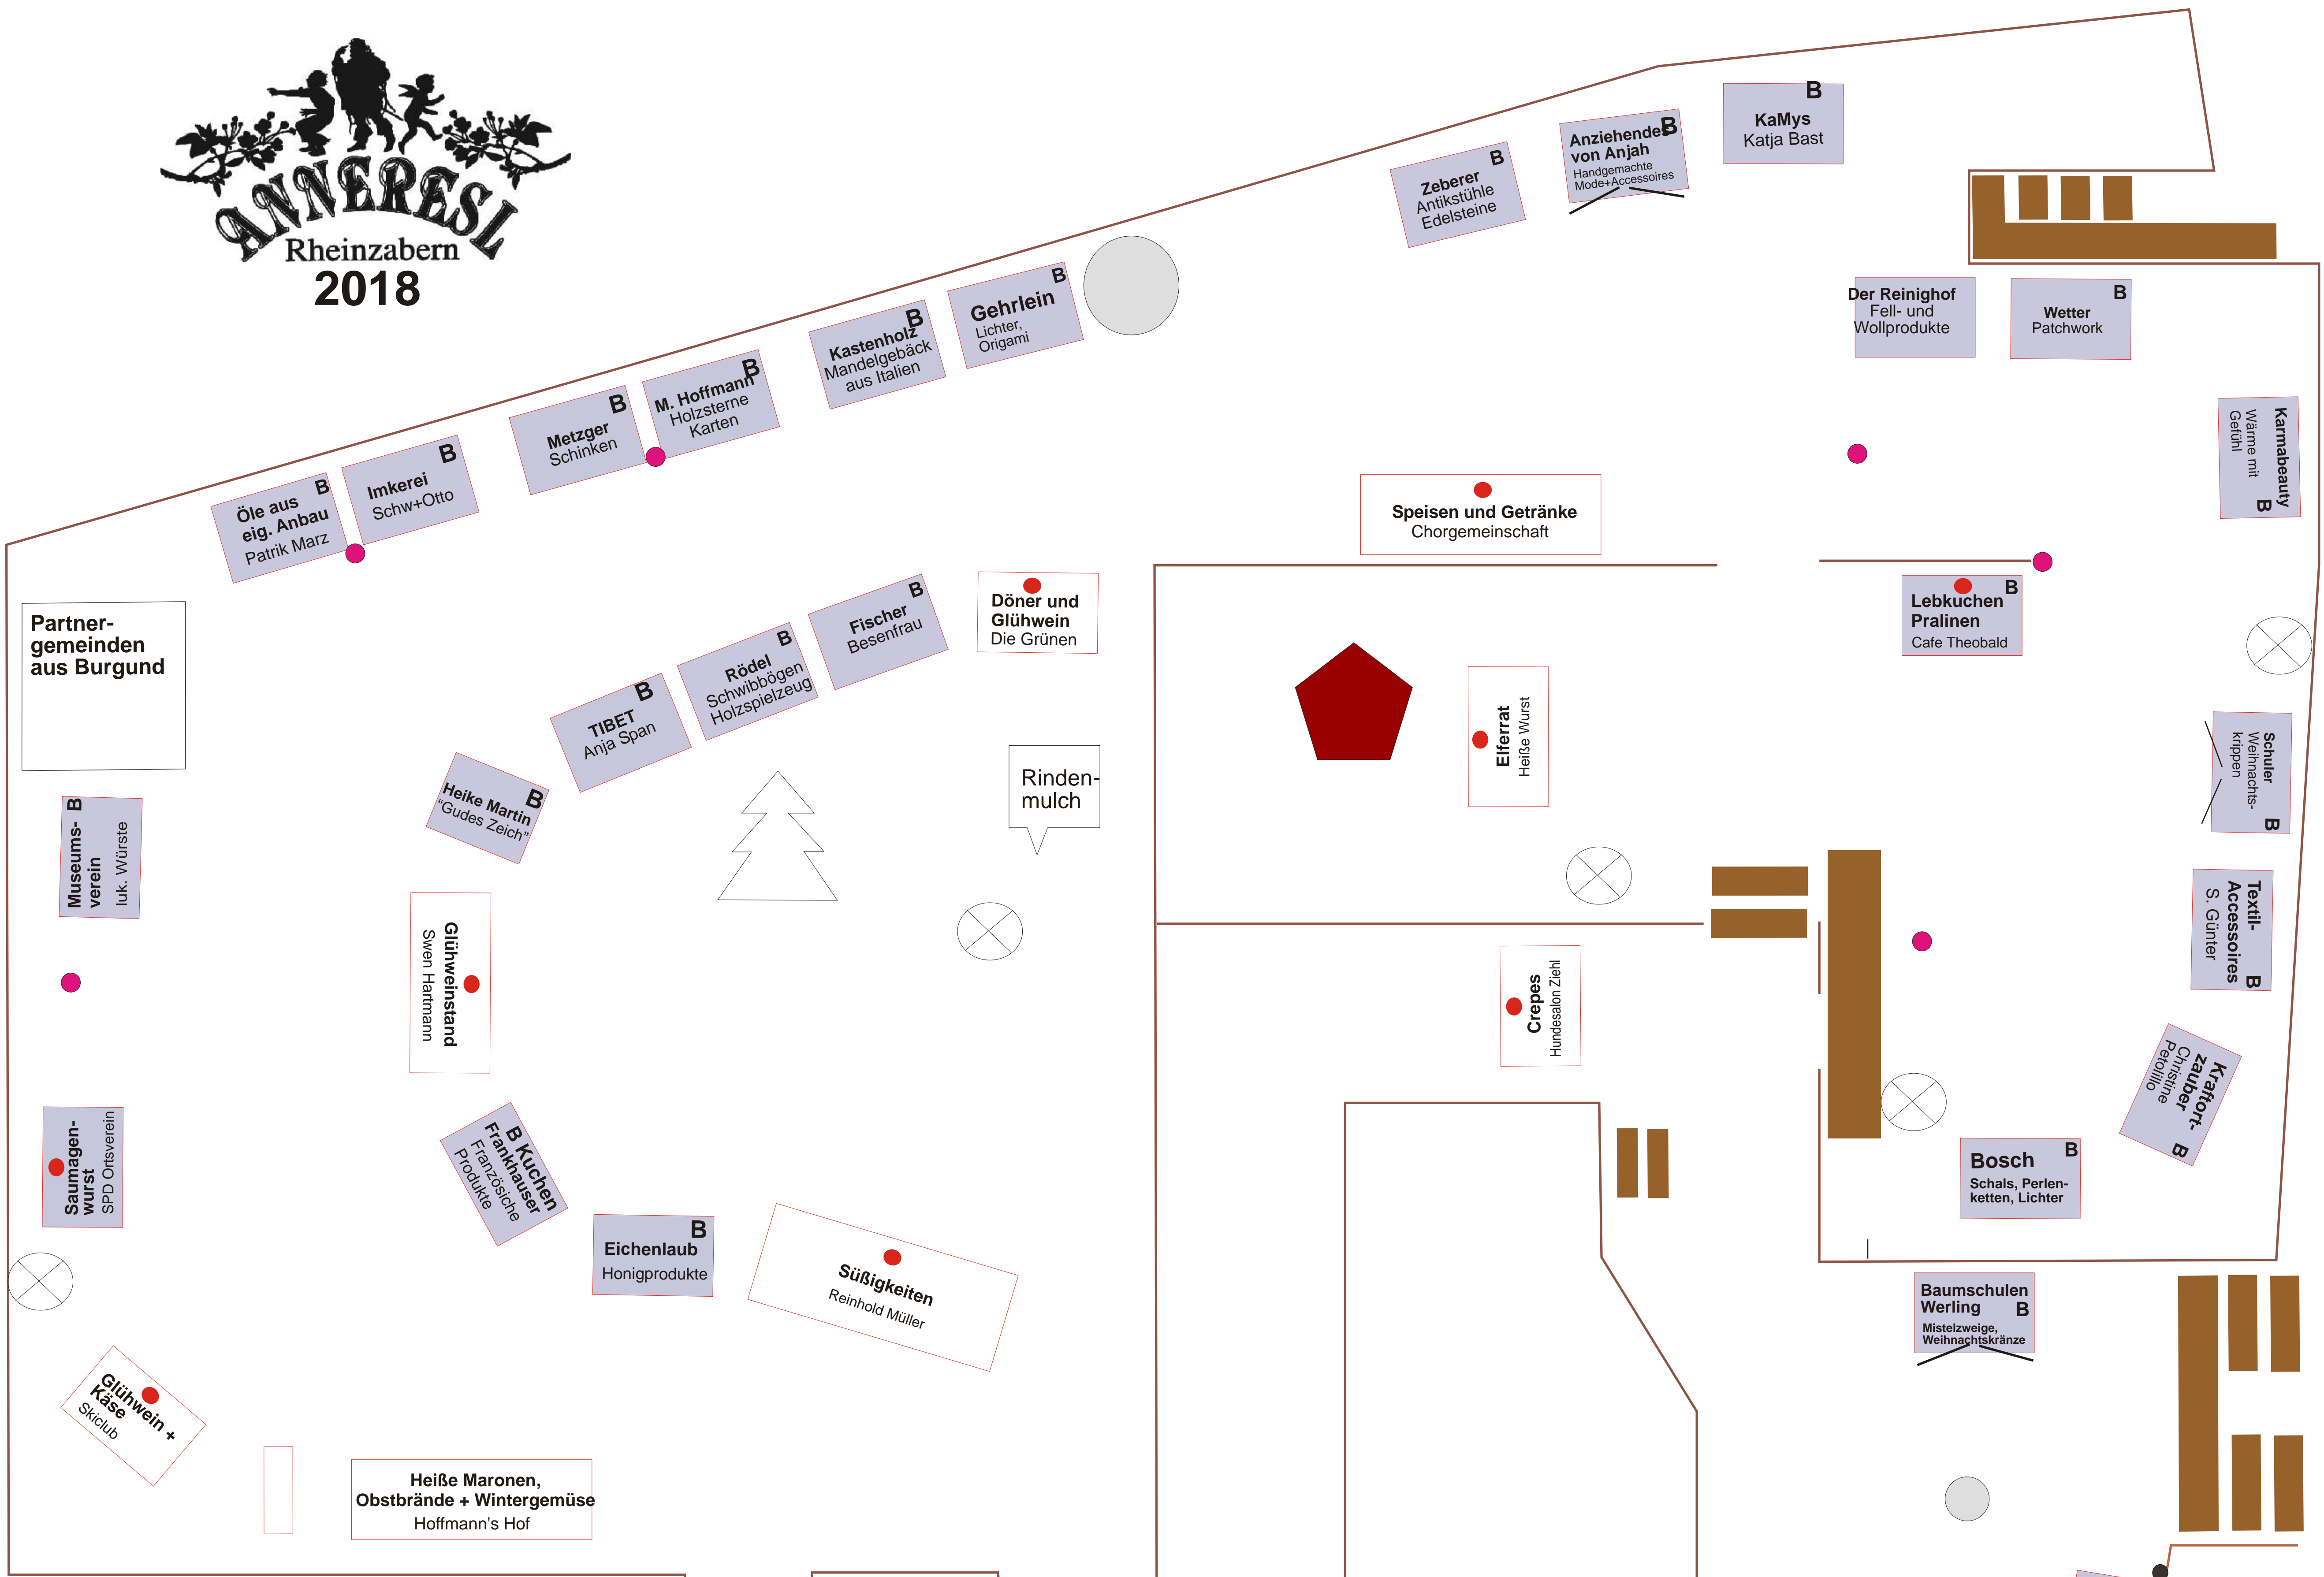 ANNERESL
Rheinzabern
2018
B
KaMys
Katja Bast
B
Anziehendes
von Anjah
Handgemachte
Mode+Accessoires
B
Zeberer
Antikstühle
Edelsteine
B
Gehrlein
Lichter,
Origami
B
Kastenholz
Mandelgebäck
aus Italien
B
M. Hoffmann
Holzsterne
Karten
B
Metzger
Schinken
B
Imkerei
Schw+Otto
B
Öle aus
eig. Anbau
Patrik Marz
Der Reinighof
Fell- und
Wollprodukte
B
Wetter
Patchwork
Karmabeauty
Wärme mit
Gefühl
B
Speisen und Getränke
Chorgemeinschaft
Partner-
gemeinden
aus Burgund
Döner und
Glühwein
Die Grünen
B
Fischer
Besenfrau
B
Rödel
Schwibbögen
Holzspielzeug
B
TIBET
Anja Span
B
Heike Martin
“Gudes Zeich”
Rinden-
mulch
Elferrat
Heiße Wurst
B
Lebkuchen
Pralinen
Cafe Theobald
Schuler
Weihnachts-
krippen
B
B
Museums-
verein
luk. Würste
Glühweinstand
Swen Hartmann
Textil-
Accessoires
S. Günter
B
Crepes
Hundesalon Ziehl
Kraftort-
zauber
Christine
Petolillo
B
Saumagen-
wurst
SPD Ortsverein
B Kuchen
Frankhauser
Französiche
Produkte
B
Eichenlaub
Honigprodukte
Süßigkeiten
Reinhold Müller
B
Bosch
Schals, Perlen-
ketten, Lichter
Baumschulen
Werling B
Mistelzweige,
Weihnachtskränze
Glühwein +
Käse
Skiclub
Heiße Maronen,
Obstbrände + Wintergemüse
Hoffmann's Hof